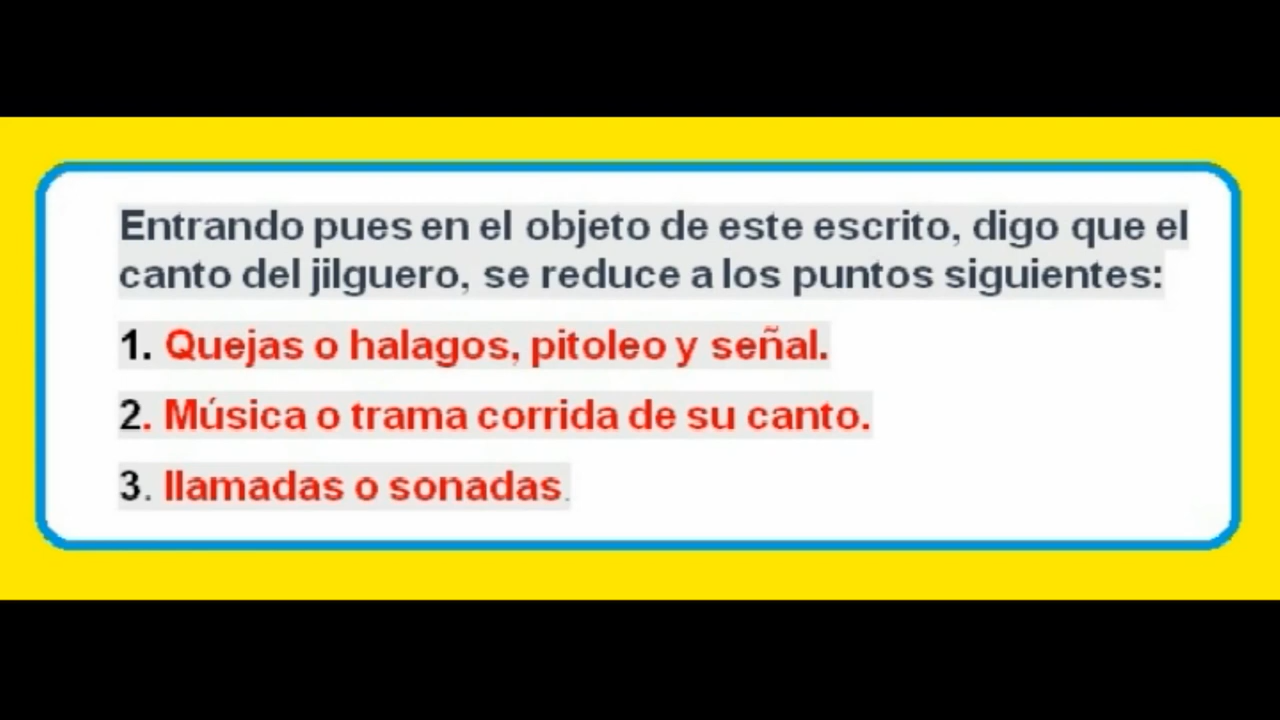 Entrando pues en el objeto de este escrito, digo que el
canto del jilguero, se reduce a los puntos siguientes:
1. Quejas o halagos, pitoleo y señal.
2. Música o trama corrida de su canto.
3. llamadas o sonadas.